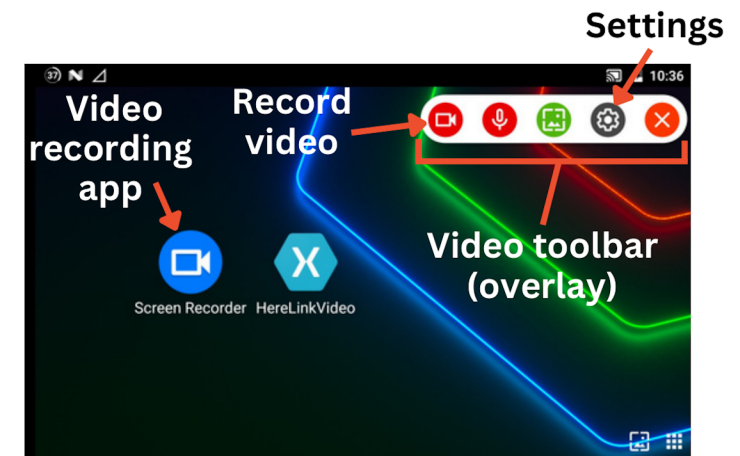 Settings
37
10:36
Video
recording
app
Record
video
Video toolbar
(overlay)
X
Screen Recorder
HereLinkVideo